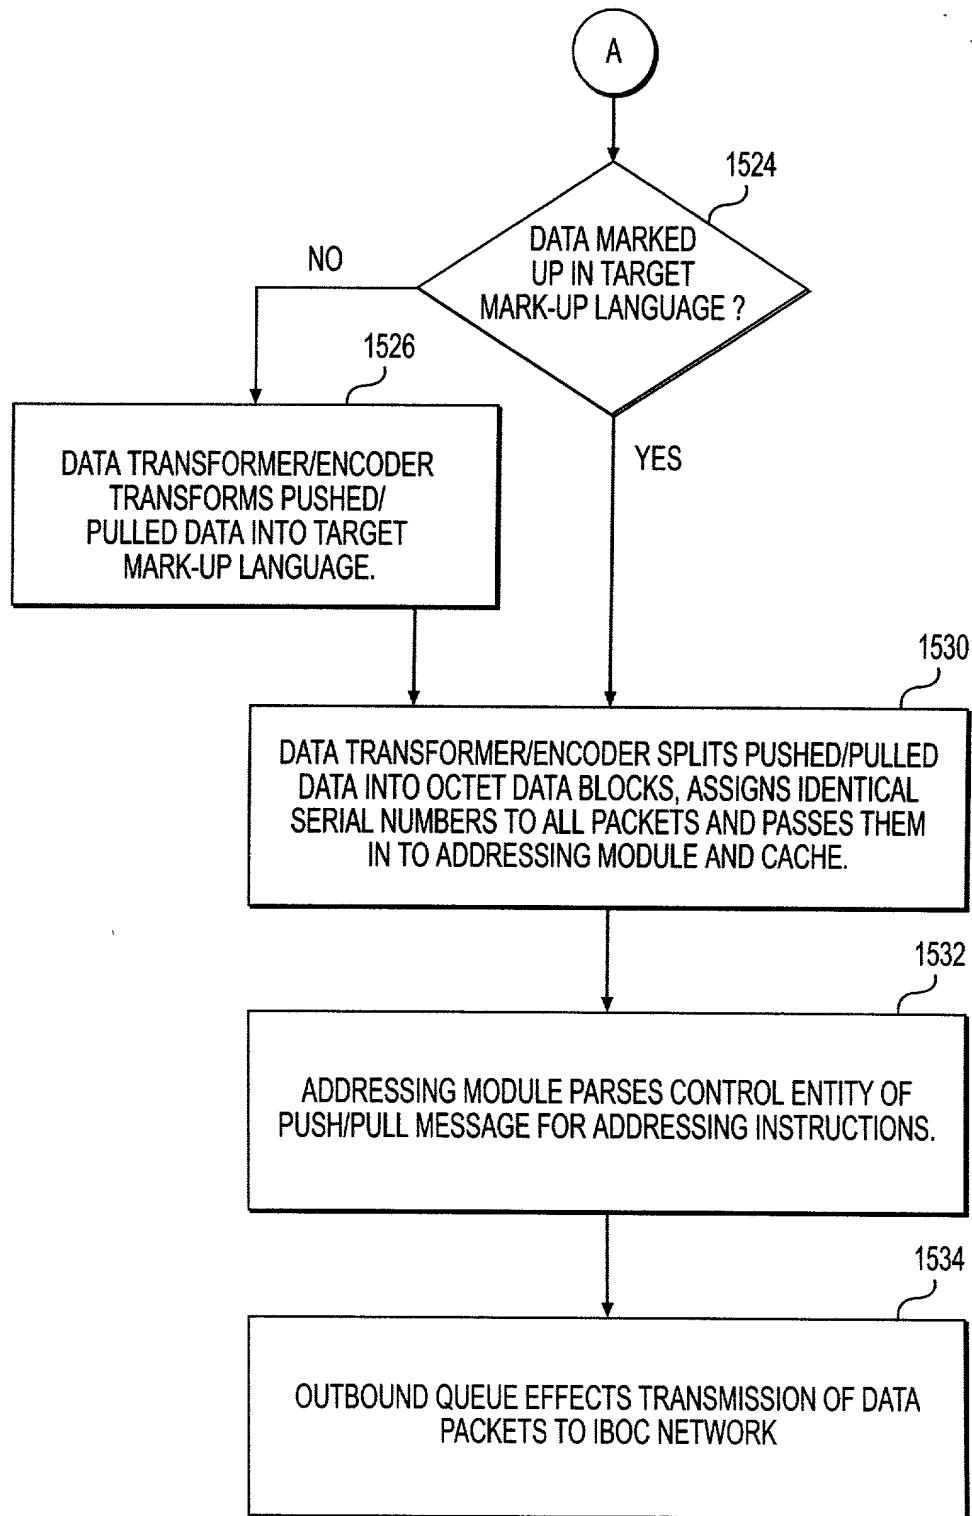 A
1524
DATA MARKED
UP IN TARGET
MARK-UP LANGUAGE ?
NO
1526
DATA TRANSFORMER/ENCODER
TRANSFORMS PUSHED/
PULLED DATA INTO TARGET
MARK-UP LANGUAGE.
YES
1530
DATA TRANSFORMER/ENCODER SPLITS PUSHED/PULLED
DATA INTO OCTET DATA BLOCKS, ASSIGNS IDENTICAL
SERIAL NUMBERS TO ALL PACKETS AND PASSES THEM
IN TO ADDRESSING MODULE AND CACHE.
1532
ADDRESSING MODULE PARSES CONTROL ENTITY OF
PUSH/PULL MESSAGE FOR ADDRESSING INSTRUCTIONS.
1534
OUTBOUND QUEUE EFFECTS TRANSMISSION OF DATA
PACKETS TO IBOC NETWORK